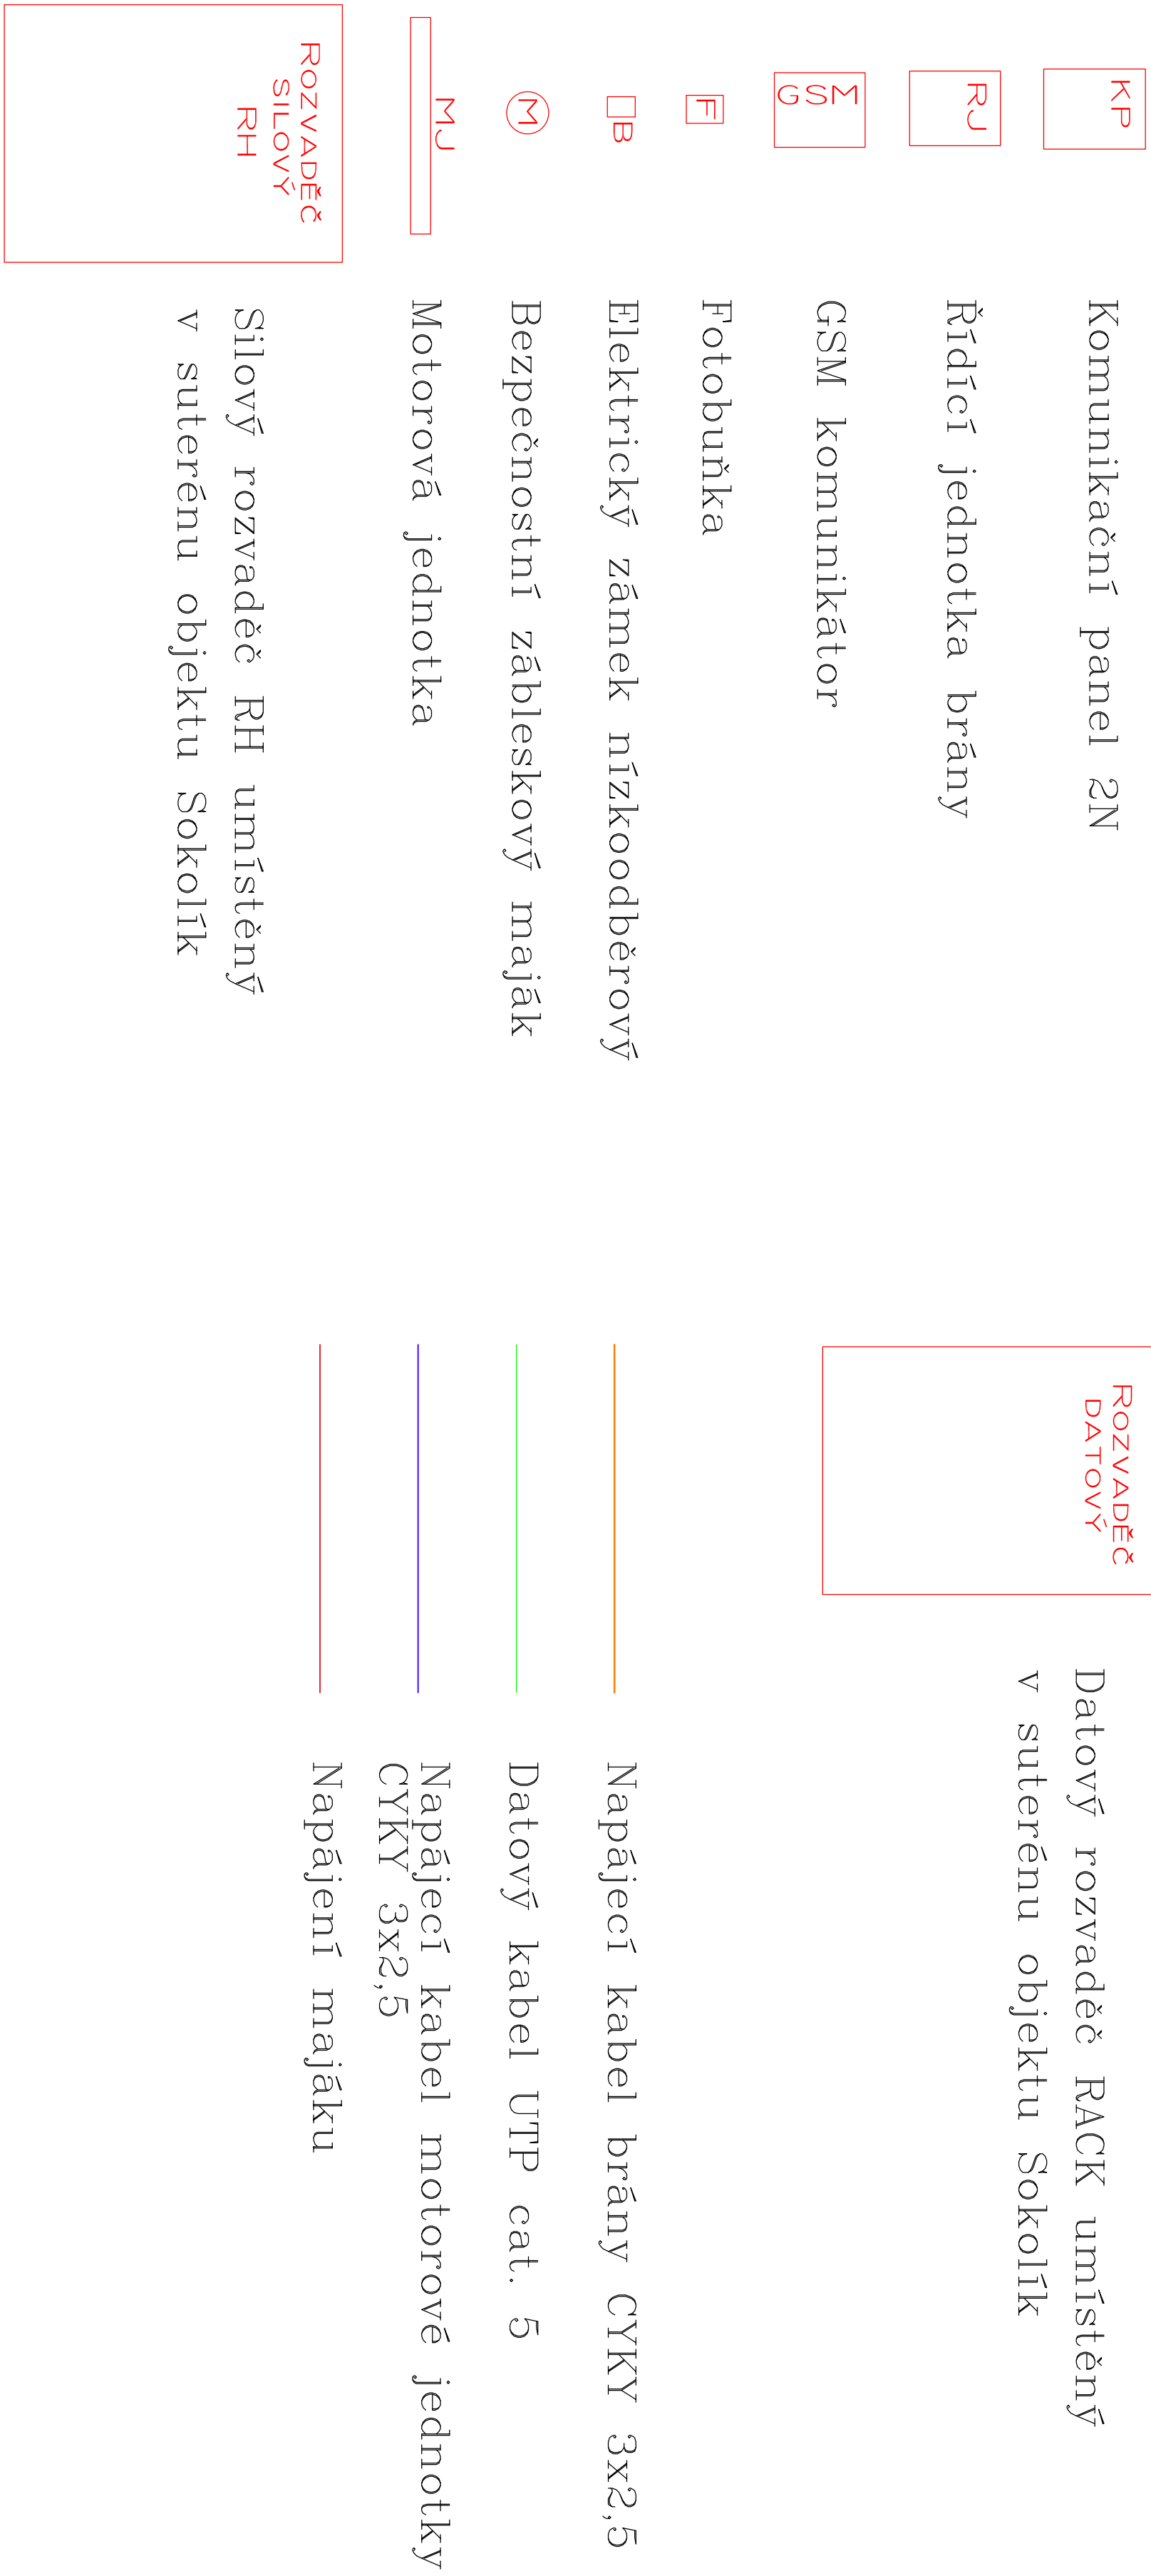 KP
Komunikační panel 2N
RJ
Řídící jednotka brány
GSM
GSM komunikátor
F
Fotobuňka
B
Elektrický zámek nízkoodběrový
M
Bezpečnostní zábleskový maják
MJ
Motorová jednotka
ROZVADĚČ
SILOVÝ
RH
Silový rozvaděč RH umístěný
v suterénu objektu Sokolík
ROZVADĚČ
DATOVÝ
Datový rozvaděč RACK umístěný
v suterénu objektu Sokolík
Napájecí kabel brány CYKY 3x2,5
Datový kabel UTP cat. 5
Napájecí kabel motorové jednotky
CYKY 3x2,5
Napájení majáku